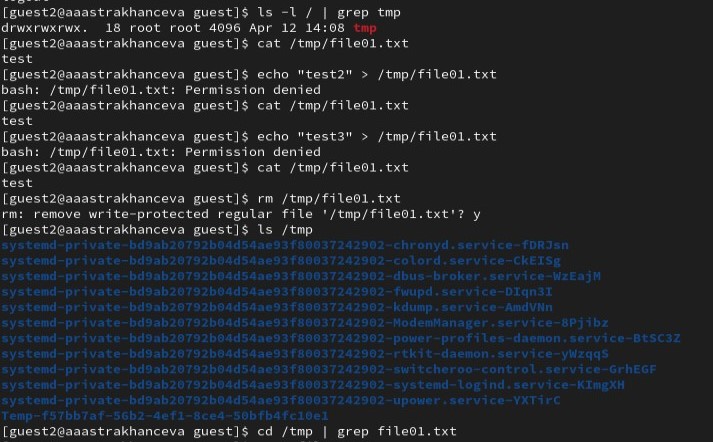 [guest2@aaastrakhanceva guest]$ ls -l / | grep tmp
drwxrwxrwx.  18 root root 4096 Apr 12 14:08 tmp
[guest2@aaastrakhanceva guest]$ cat /tmp/file01.txt
test
[guest2@aaastrakhanceva guest]$ echo "test2" > /tmp/file01.txt
bash: /tmp/file01.txt: Permission denied
[guest2@aaastrakhanceva guest]$ cat /tmp/file01.txt
test
[guest2@aaastrakhanceva guest]$ echo "test3" > /tmp/file01.txt
bash: /tmp/file01.txt: Permission denied
[guest2@aaastrakhanceva guest]$ cat /tmp/file01.txt
test
[guest2@aaastrakhanceva guest]$ rm /tmp/file01.txt
rm: remove write-protected regular file '/tmp/file01.txt'? y
[guest2@aaastrakhanceva guest]$ ls /tmp
systemd-private-bd9ab20792b04d54ae93f80037242902-chronyd.service-fDRJsn
systemd-private-bd9ab20792b04d54ae93f80037242902-colord.service-CkEISg
systemd-private-bd9ab20792b04d54ae93f80037242902-dbus-broker.service-WzEajM
systemd-private-bd9ab20792b04d54ae93f80037242902-fwupd.service-DIqn3I
systemd-private-bd9ab20792b04d54ae93f80037242902-kdump.service-AmdVNn
systemd-private-bd9ab20792b04d54ae93f80037242902-ModemManager.service-8Pjibz
systemd-private-bd9ab20792b04d54ae93f80037242902-power-profiles-daemon.service-BtSC3Z
systemd-private-bd9ab20792b04d54ae93f80037242902-rtkit-daemon.service-yWzqqS
systemd-private-bd9ab20792b04d54ae93f80037242902-switcheroo-control.service-GrhEGF
systemd-private-bd9ab20792b04d54ae93f80037242902-systemd-logind.service-KImgXH
systemd-private-bd9ab20792b04d54ae93f80037242902-upower.service-YXTirC
Temp-f57bb7af-56b2-4ef1-8ce4-50bfb4fc10e1
[guest2@aaastrakhanceva guest]$ cd /tmp | grep file01.txt